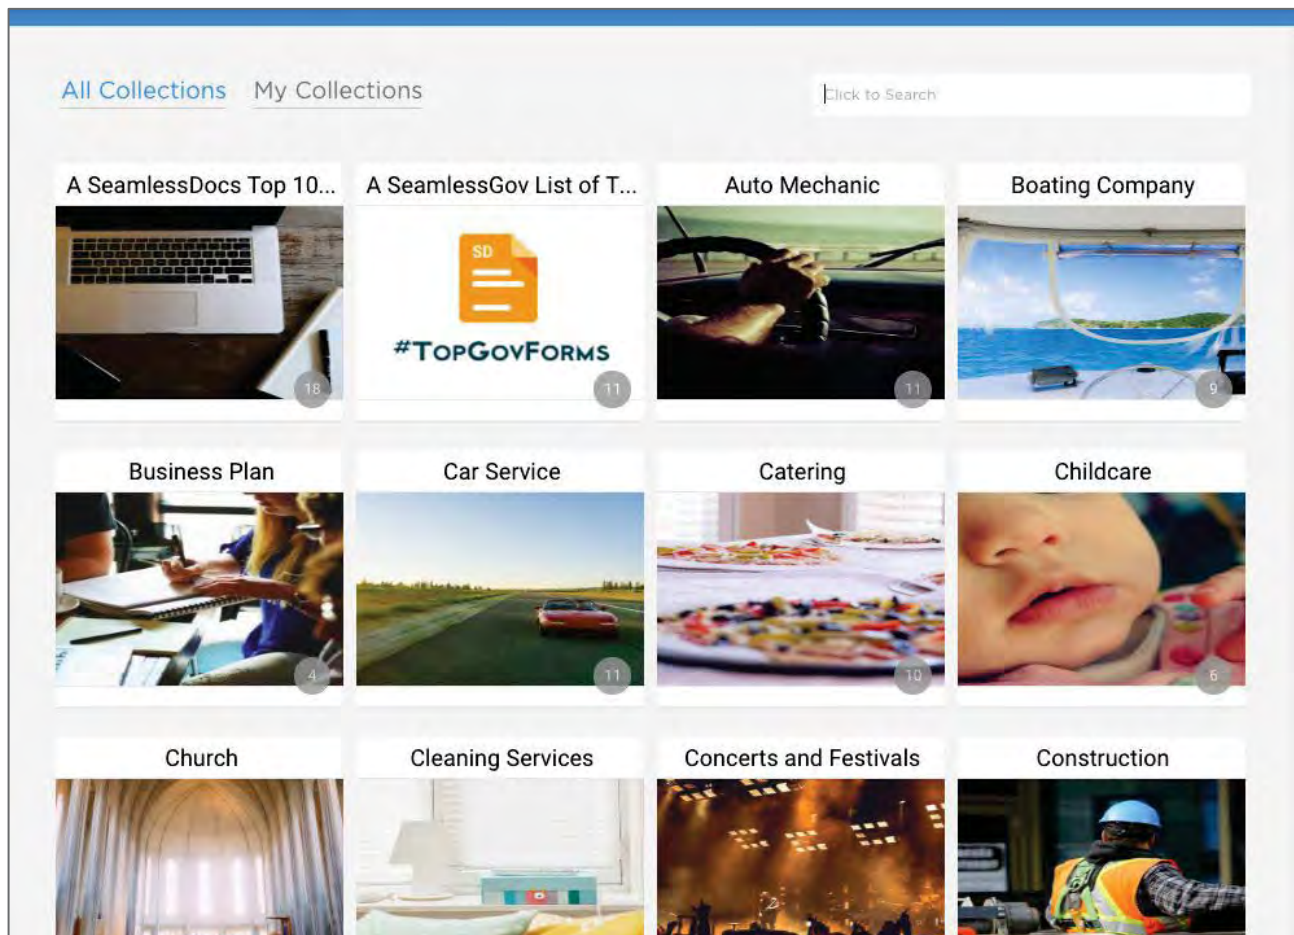 All Collections My Collections
Click to Search
A SeamlessDocs Top 10... A SeamlessGov List of T... Auto Mechanic Boating Company
SD
#TOPGOVFORMS
18 11 11 9
Business Plan Car Service Catering Childcare
4 11 10 6
Church Cleaning Services Concerts and Festivals Construction